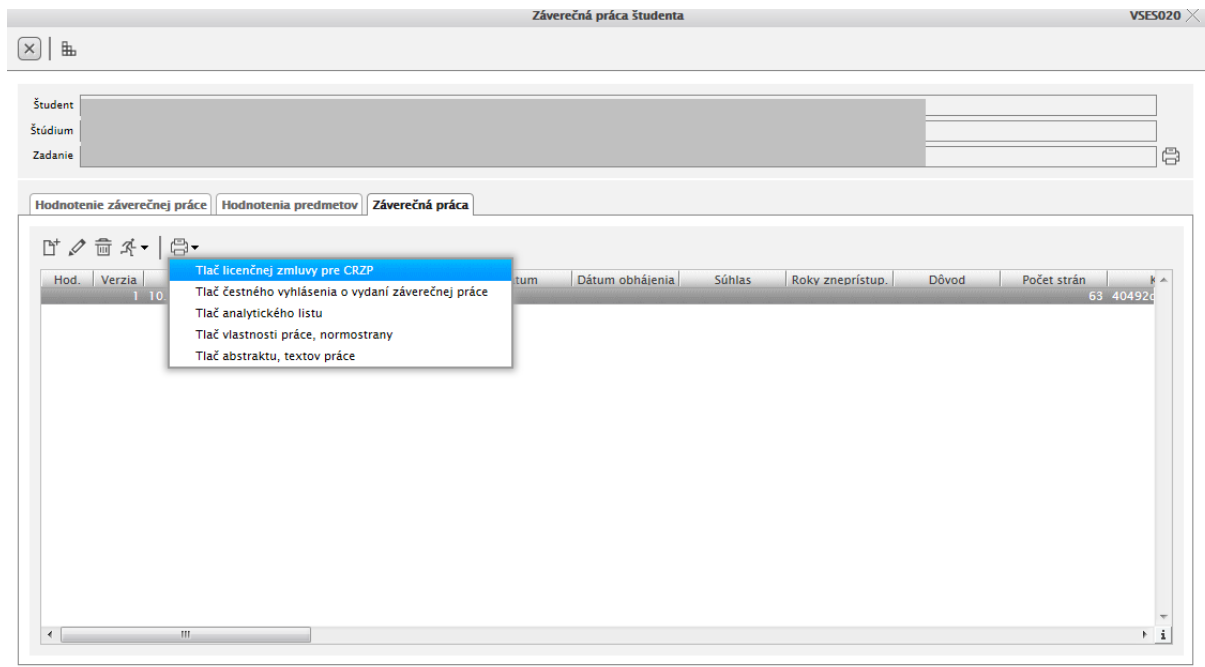 Záverečná práca študenta VSES020
Študent
Štúdium
Zadanie
Hodnotenie záverečnej práce Hodnotenia predmetov Záverečná práca
Hod. Verzia tum Dátum obhájenia Súhlas Roky zneprístup. Dôvod Počet strán K
1 10. 63 40492c
Tlač licenčnej zmluvy pre CRZP
Tlač čestného vyhlásenia o vydaní záverečnej práce
Tlač analytického listu
Tlač vlastnosti práce, normostrany
Tlač abstraktu, textov práce
i